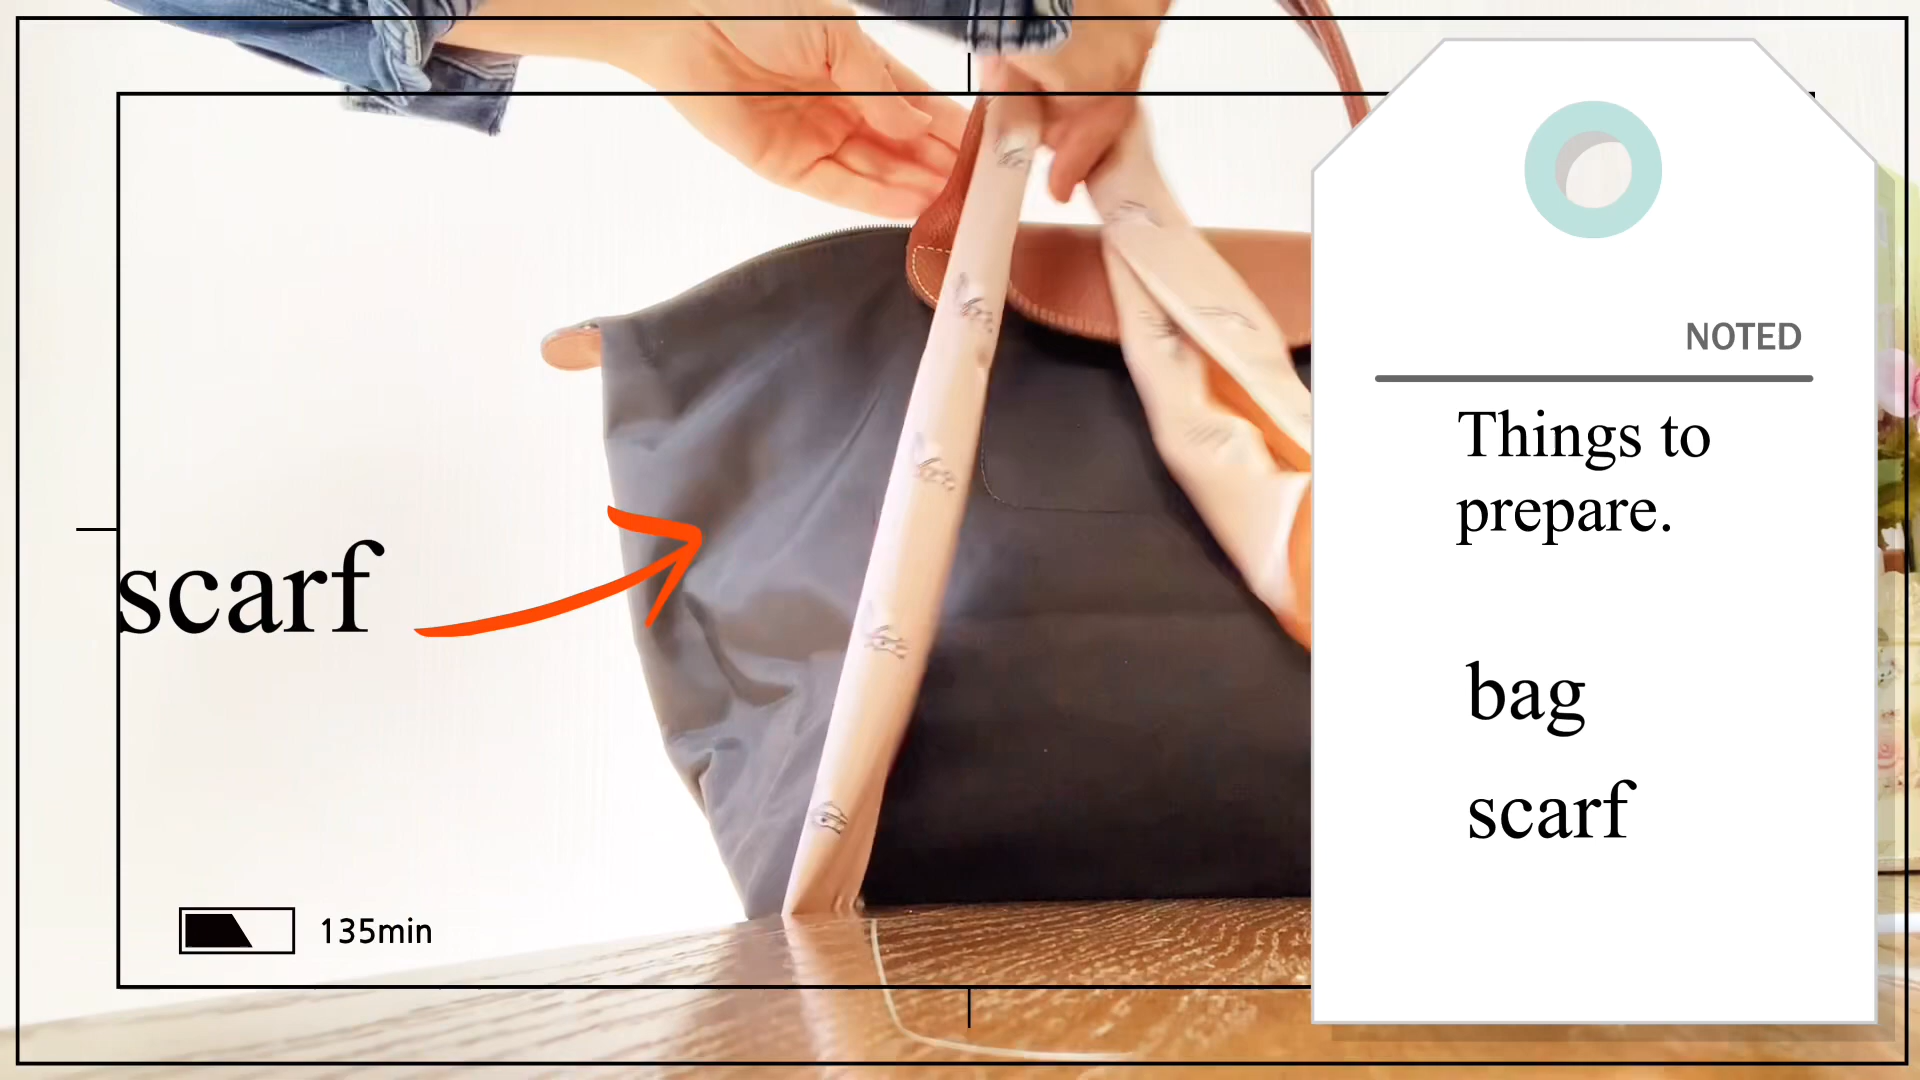 NOTED
Things to
prepare.
scarf
bag
scarf
135min